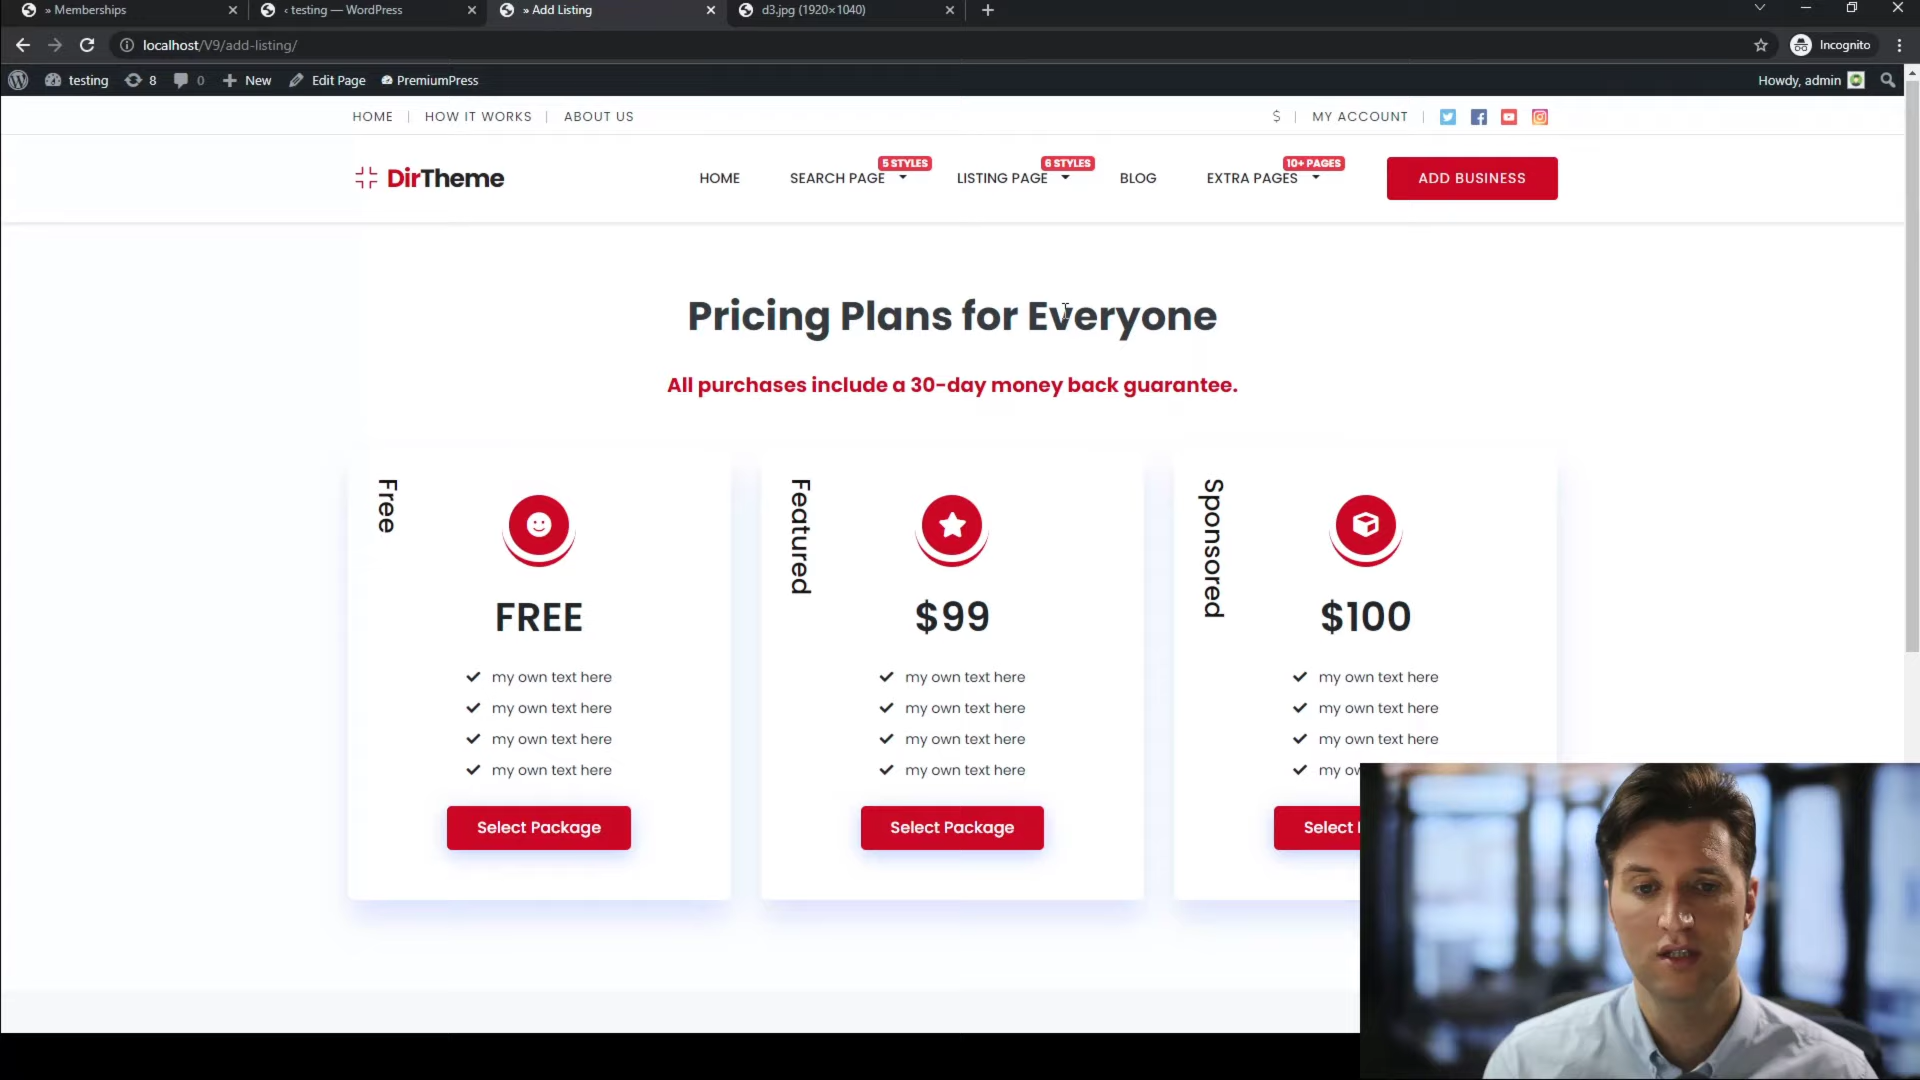 » Memberships
‹ testing — WordPress
» Add Listing
d3.jpg (1920×1040)
localhost/V9/add-listing/
Incognito
testing
8
0
New
Edit Page
PremiumPress
Howdy, admin
HOME | HOW IT WORKS | ABOUT US
$ | MY ACCOUNT |
DirTheme
HOME
SEARCH PAGE
5 STYLES
LISTING PAGE
6 STYLES
BLOG
EXTRA PAGES
10+ PAGES
ADD BUSINESS
Pricing Plans for Everyone
All purchases include a 30-day money back guarantee.
Free
FREE
my own text here
my own text here
my own text here
my own text here
Select Package
Featured
$99
my own text here
my own text here
my own text here
my own text here
Select Package
Sponsored
$100
my own text here
my own text here
my own text here
my
Select